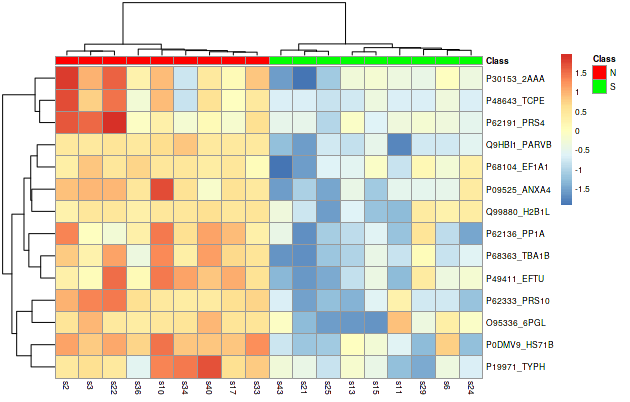 Class
P30153_2AAA
P48643_TCPE
P62191_PRS4
Q9HBI1_PARVB
P68104_EF1A1
P09525_ANXA4
Q99880_H2B1L
P62136_PP1A
P68363_TBA1B
P49411_EFTU
P62333_PRS10
O95336_6PGL
P0DMV9_HS71B
P19971_TYPH
s2 s3 s22 s36 s10 s34 s40 s17 s33 s43 s21 s25 s13 s15 s11 s29 s6 s24
1.5
1
0.5
0
-0.5
-1
-1.5
Class
N
S